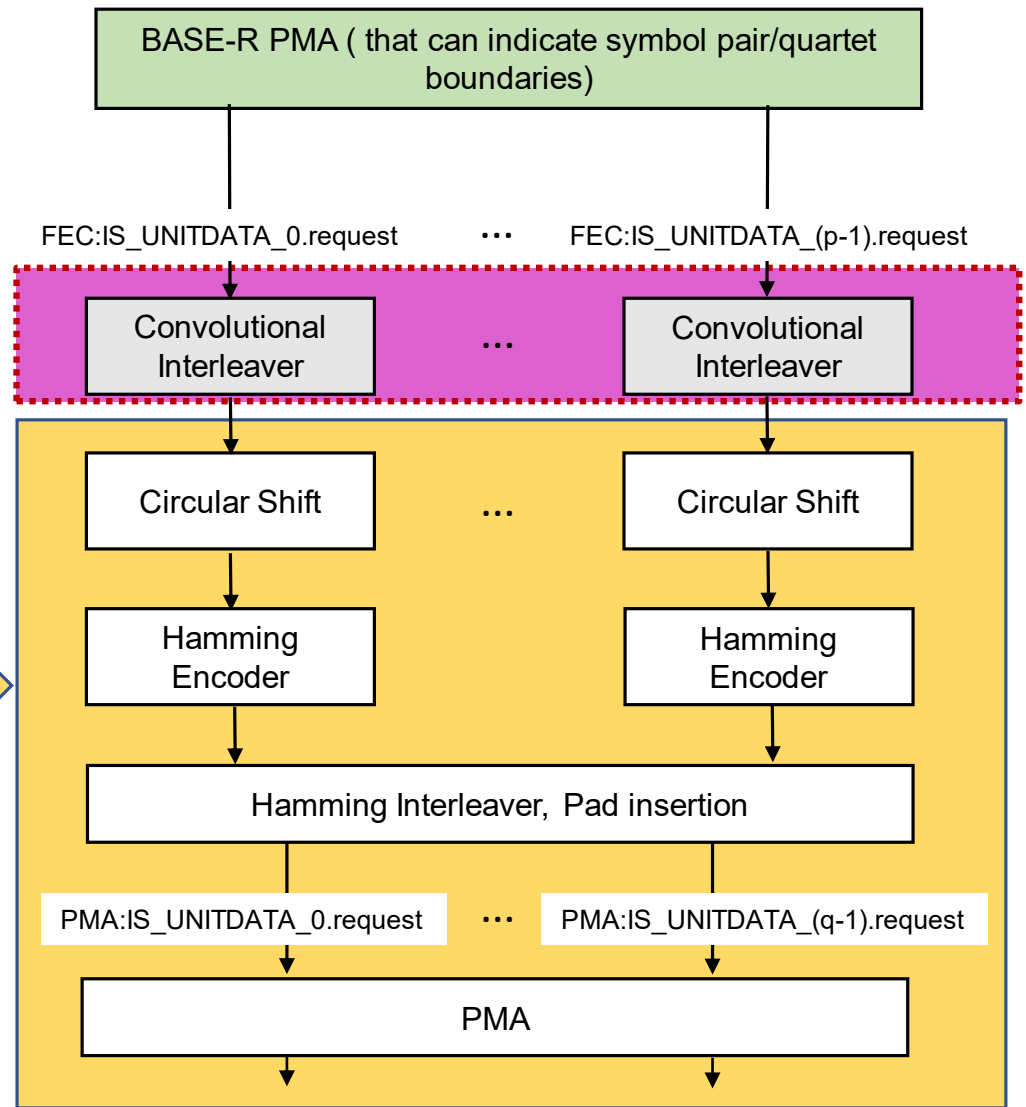 BASE-R PMA ( that can indicate symbol pair/quartet
boundaries)
FEC:IS_UNITDATA_0.request ... FEC:IS_UNITDATA_(p-1).request
Convolutional ... Convolutional
Interleaver Interleaver
Circular Shift ... Circular Shift
Hamming Hamming
Encoder Encoder
Hamming Interleaver, Pad insertion
PMA:IS_UNITDATA_0.request ... PMA:IS_UNITDATA_(q-1).request
PMA